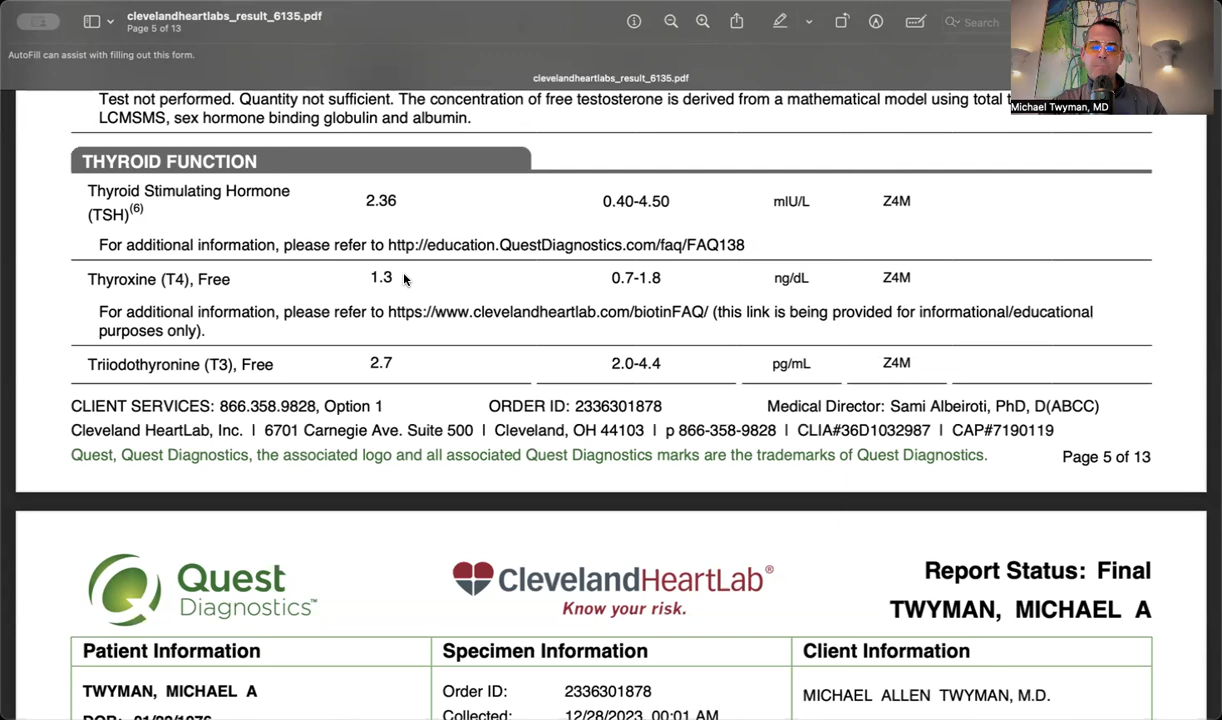 clevelandheartlabs_result_6135.pdf
Page 5 of 13
Search
AutoFill can assist with filling out this form.
clevelandheartlabs_result_6135.pdf
Michael Twyman, MD
Test not performed. Quantity not sufficient. The concentration of free testosterone is derived from a mathematical model using total
LCMSMS, sex hormone binding globulin and albumin.
THYROID FUNCTION
Thyroid Stimulating Hormone (TSH)(6) 2.36 0.40-4.50 mIU/L Z4M
For additional information, please refer to http://education.QuestDiagnostics.com/faq/FAQ138
Thyroxine (T4), Free 1.3 0.7-1.8 ng/dL Z4M
For additional information, please refer to https://www.clevelandheartlab.com/biotinFAQ/ (this link is being provided for informational/educational
purposes only).
Triiodothyronine (T3), Free 2.7 2.0-4.4 pg/mL Z4M
CLIENT SERVICES: 866.358.9828, Option 1 ORDER ID: 2336301878 Medical Director: Sami Albeiroti, PhD, D(ABCC)
Cleveland HeartLab, Inc. I 6701 Carnegie Ave. Suite 500 I Cleveland, OH 44103 I p 866-358-9828 I CLIA#36D1032987 I CAP#7190119
Quest, Quest Diagnostics, the associated logo and all associated Quest Diagnostics marks are the trademarks of Quest Diagnostics.
Page 5 of 13
Quest Diagnostics™
ClevelandHeartLab®
Know your risk.
Report Status: Final
TWYMAN, MICHAEL A
Patient Information Specimen Information Client Information
TWYMAN, MICHAEL A Order ID: 2336301878 MICHAEL ALLEN TWYMAN, M.D.
Collected: 12/28/2023, 00:01 AM